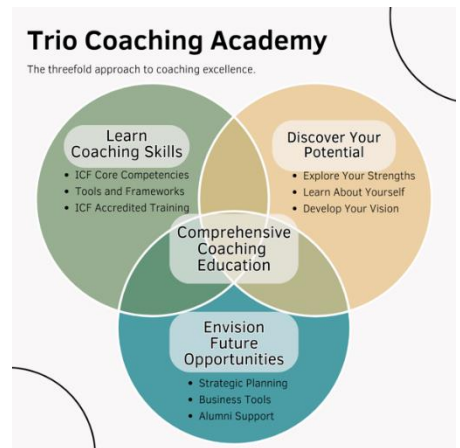 Trio Coaching Academy
The threefold approach to coaching excellence.
Learn
Coaching Skills
• ICF Core Competencies
• Tools and Frameworks
• ICF Accredited Training
Discover Your
Potential
• Explore Your Strengths
• Learn About Yourself
• Develop Your Vision
Comprehensive
Coaching
Education
Envision
Future
Opportunities
• Strategic Planning
• Business Tools
• Alumni Support